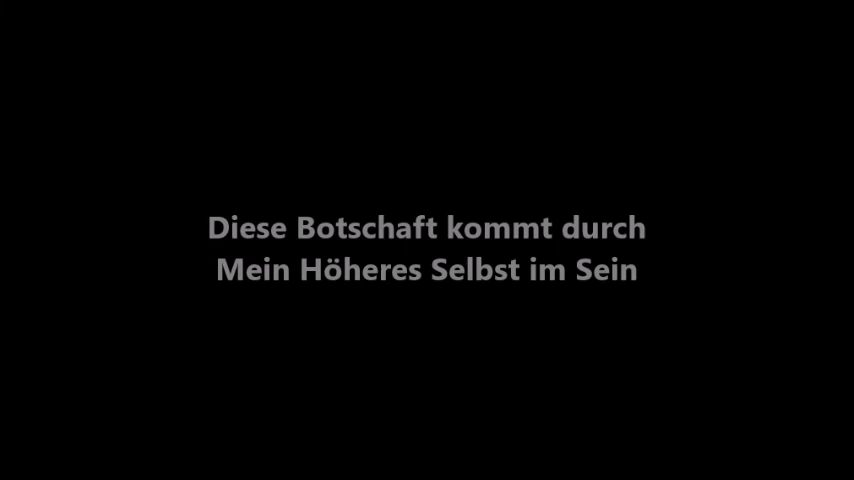 Diese Botschaft kommt durch
Mein Höheres Selbst im Sein